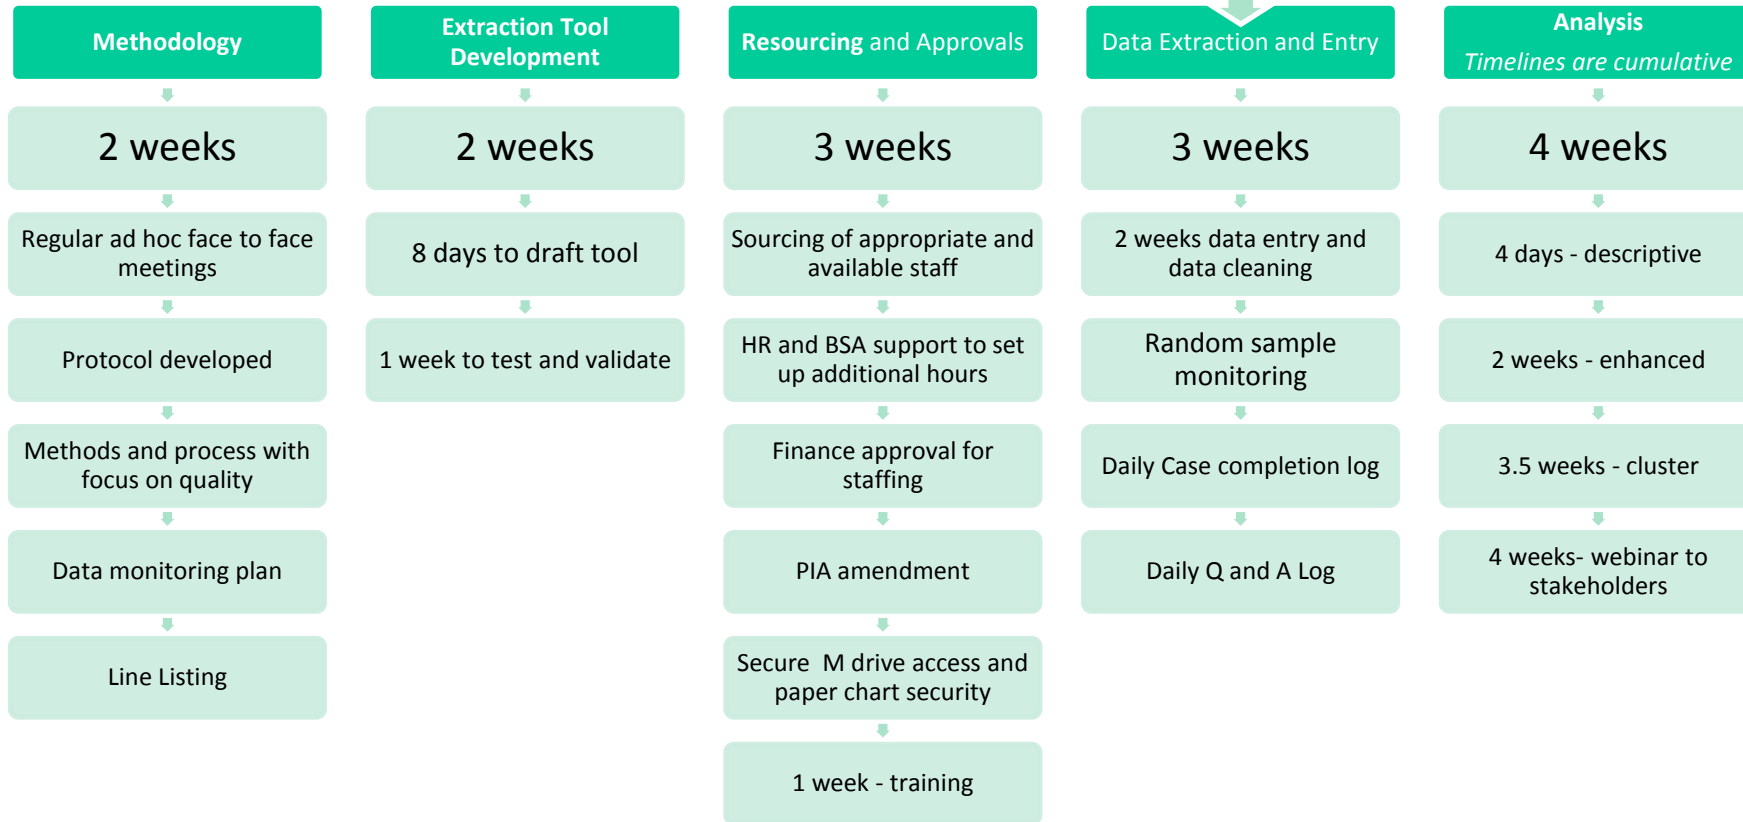 Methodology
2 weeks
Regular ad hoc face to face
meetings
Protocol developed
Methods and process with
focus on quality
Data monitoring plan
Line Listing
Extraction Tool
Development
2 weeks
8 days to draft tool
1 week to test and validate
Resourcing and Approvals
3 weeks
Sourcing of appropriate and
available staff
HR and BSA support to set
up additional hours
Finance approval for
staffing
PIA amendment
Secure  M drive access and
paper chart security
1 week - training
Data Extraction and Entry
3 weeks
2 weeks data entry and
data cleaning
Random sample
monitoring
Daily Case completion log
Daily Q and A Log
Analysis
Timelines are cumulative
4 weeks
4 days - descriptive
2 weeks - enhanced
3.5 weeks - cluster
4 weeks- webinar to
stakeholders